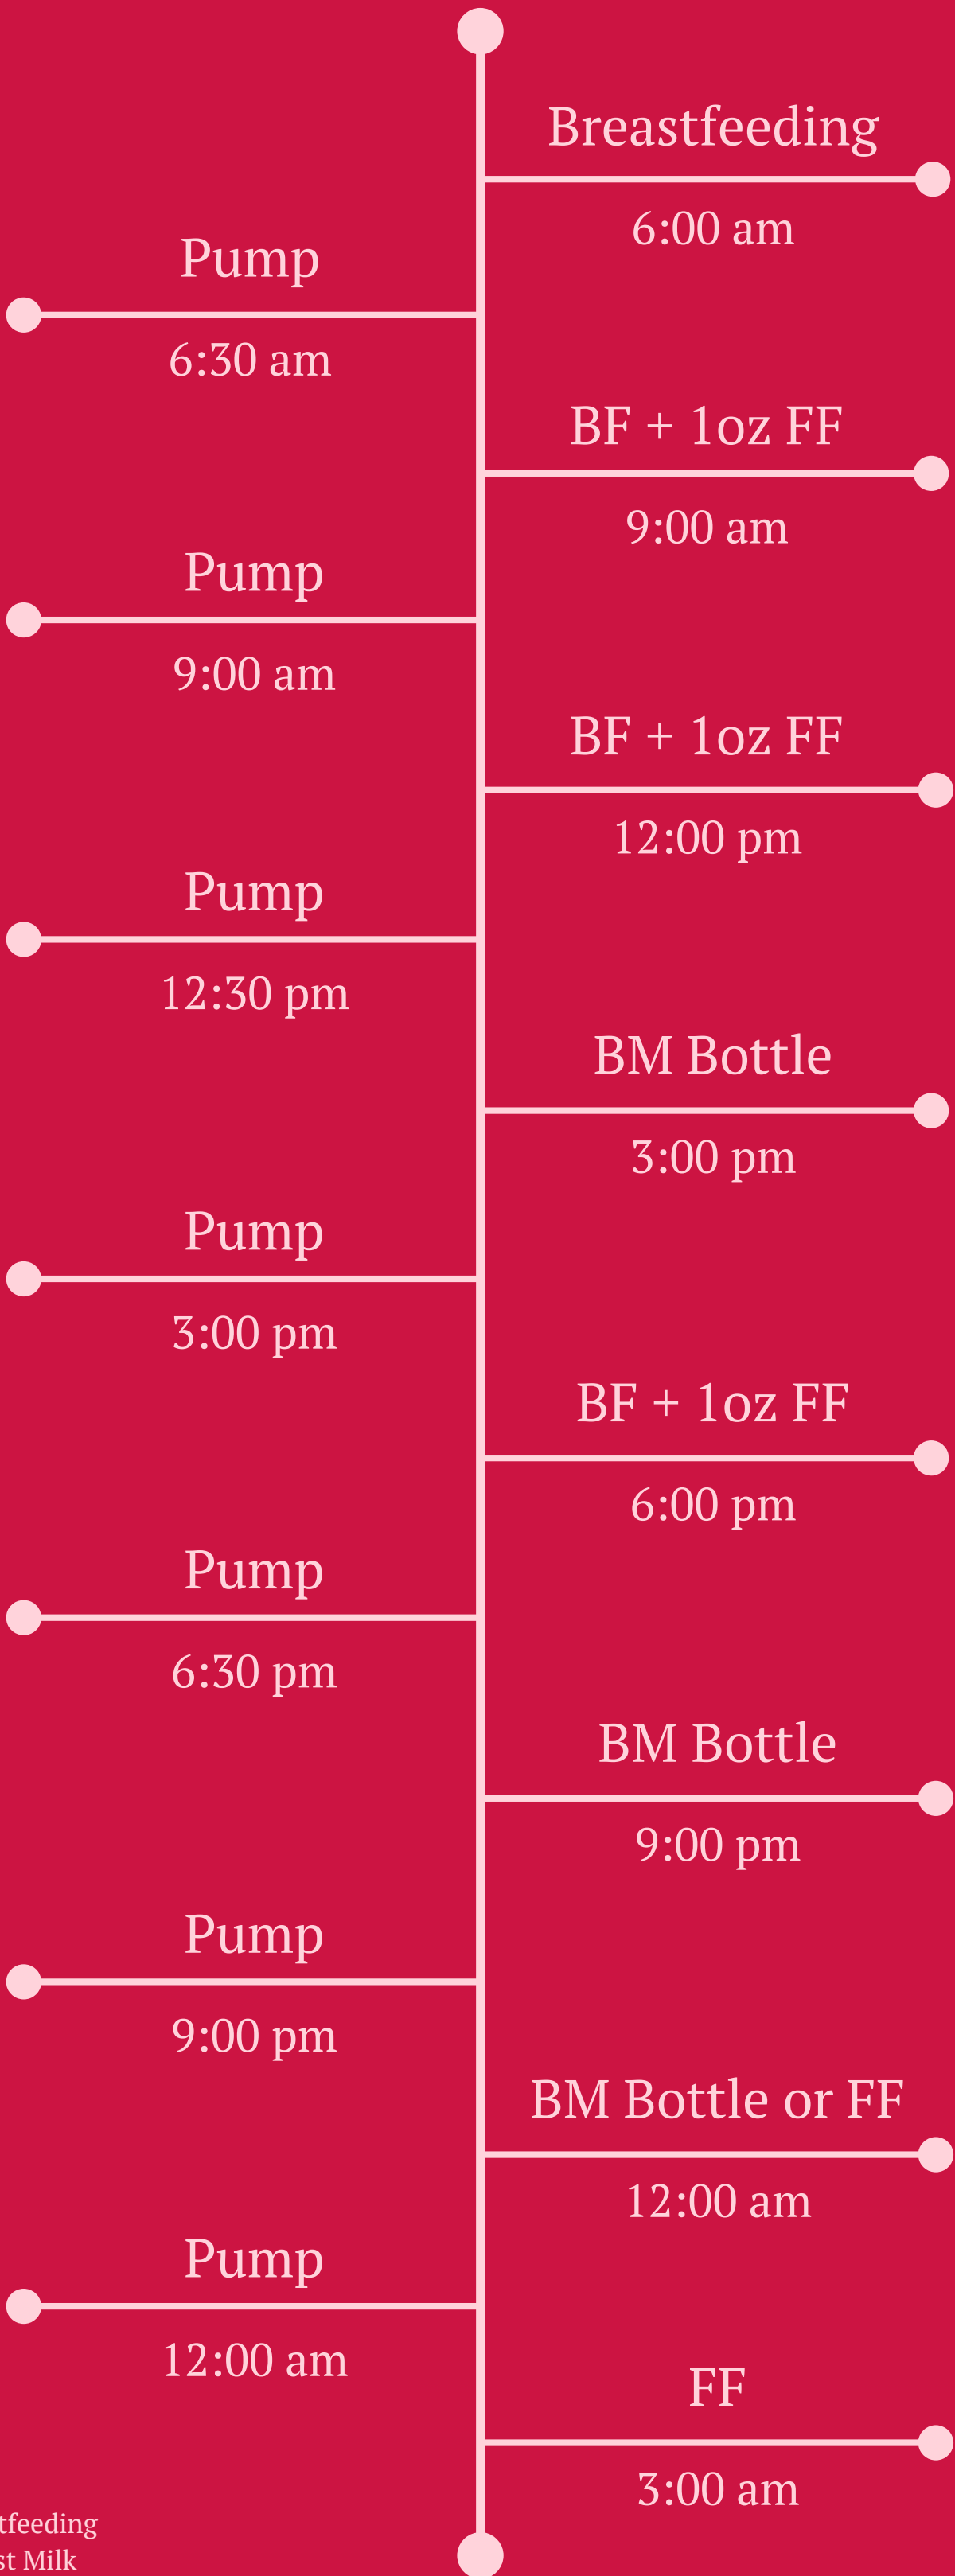 Breastfeeding
6:00 am
Pump
6:30 am
BF + 1oz FF
9:00 am
Pump
9:00 am
BF + 1oz FF
12:00 pm
Pump
12:30 pm
BM Bottle
3:00 pm
Pump
3:00 pm
BF + 1oz FF
6:00 pm
Pump
6:30 pm
BM Bottle
9:00 pm
Pump
9:00 pm
BM Bottle or FF
12:00 am
Pump
12:00 am
FF
3:00 am
tfeeding
st Milk